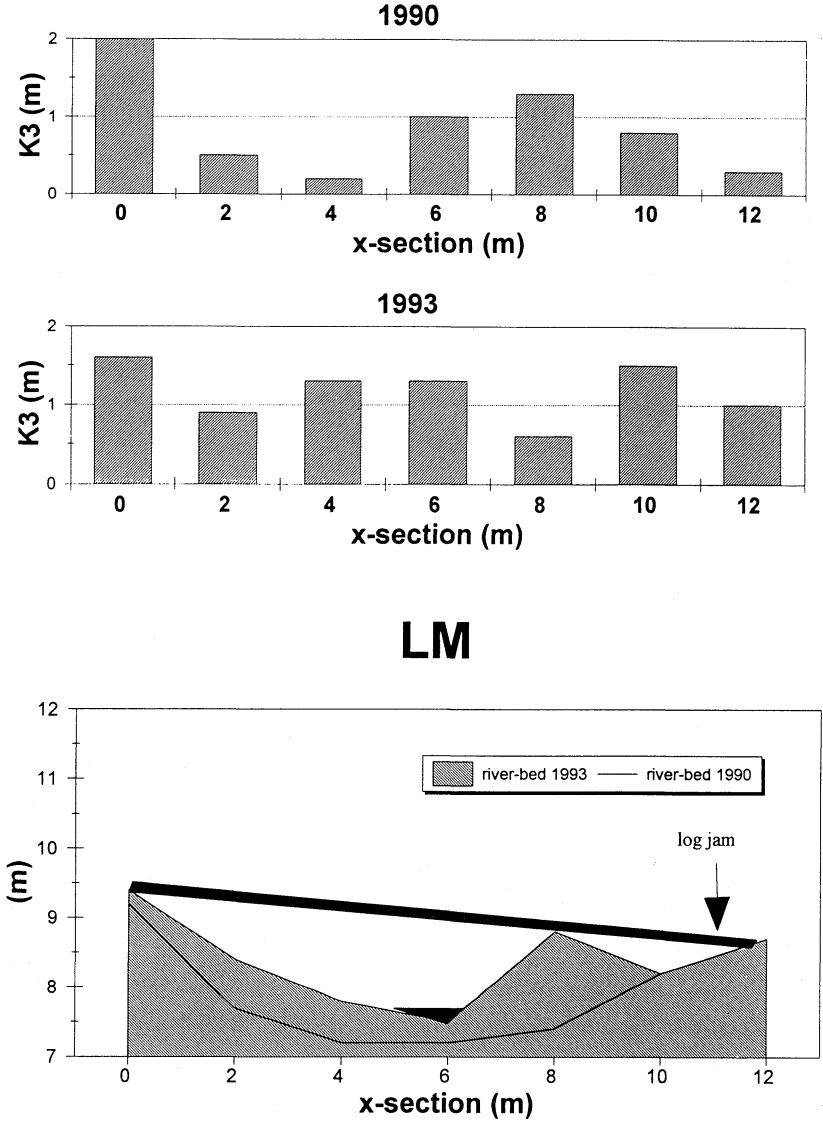 1990
K3 (m)
2
1
0
0 2 4 6 8 10 12
x-section (m)
1993
K3 (m)
2
1
0
0 2 4 6 8 10 12
x-section (m)
LM
(m)
12
11
10
9
8
7
river-bed 1993 river-bed 1990
log jam
0 2 4 6 8 10 12
x-section (m)